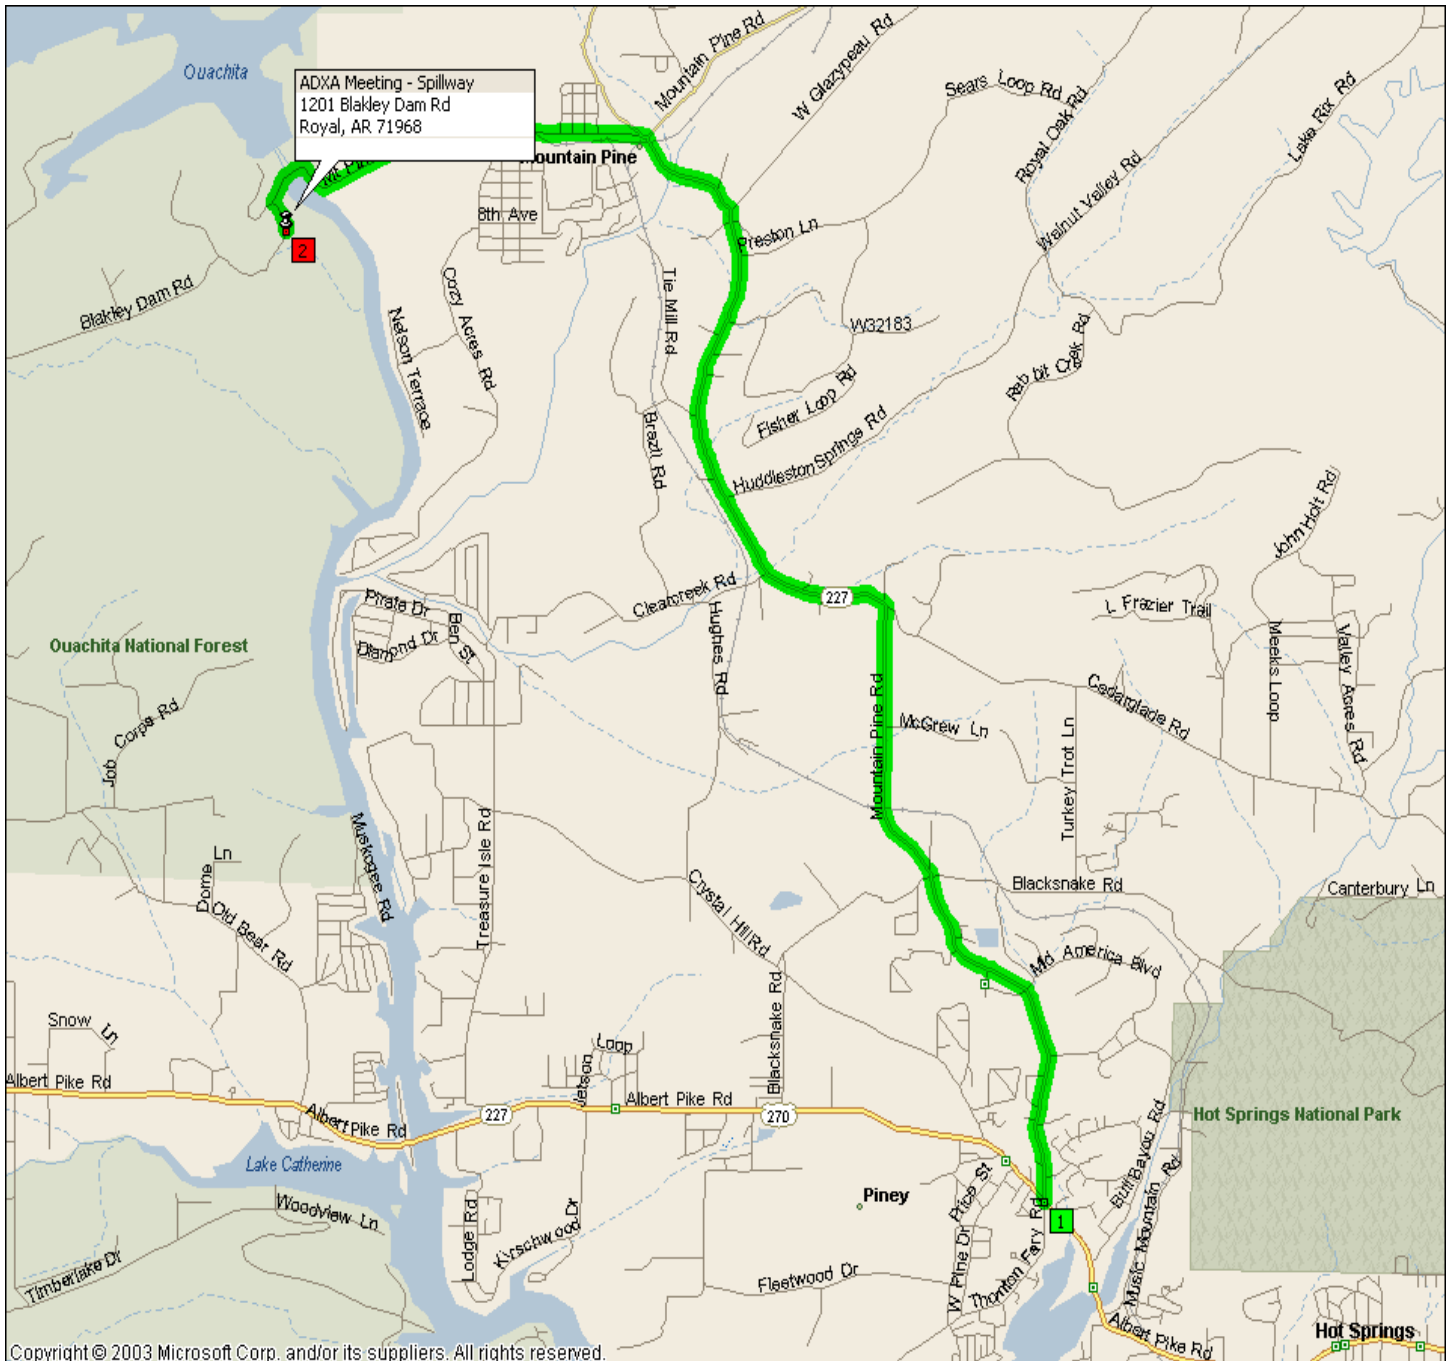 Ouachita
ADXA Meeting - Spillway
1201 Blakley Dam Rd
Royal, AR 71968
Mountain Pine Rd
W Glazypeau Rd
Sears Loop Rd
Royal Oak Rd
Lake Rix Rd
Walnut Valley Rd
Mt Pine
Mountain Pine
8th Ave
Preston Ln
2
Blakley Dam Rd
Cozy Acres Rd
Nelson Terrace
Tie Mill Rd
W32183
Rabbit Crek Rd
Fisher Loop Rd
Brazil Rd
Huddleston Springs Rd
John Holt Rd
Clearcreek Rd
227
Pirate Dr
Ben St
Diamond Dr
Hughes Rd
L Frazier Trail
Meeks Loop
Valley Acres Rd
Ouachita National Forest
Job Corps Rd
Mountain Pine Rd
McGrew Ln
Cedarglade Rd
Turkey Trot Ln
Muskogee Rd
Treasure Isle Rd
Dome Ln
Old Bear Rd
Crystal Hill Rd
Blacksnake Rd
Canterbury Ln
Mid America Blvd
Blacksnake Rd
Snow Ln
Jetson Loop
Albert Pike Rd
Albert Pike Rd
227
Albert Pike Rd
270
Hot Springs National Park
Bull Bayou Rd
Music Mountain Rd
Lake Catherine
Woodview Ln
Timberlake Dr
Lodge Rd
Kirschwood Dr
Piney
Price St
1
W Pine Dr
Thornton Fery Rd
Fleetwood Dr
Albert Pike Rd
Hot Springs
Copyright © 2003 Microsoft Corp. and/or its suppliers. All rights reserved.